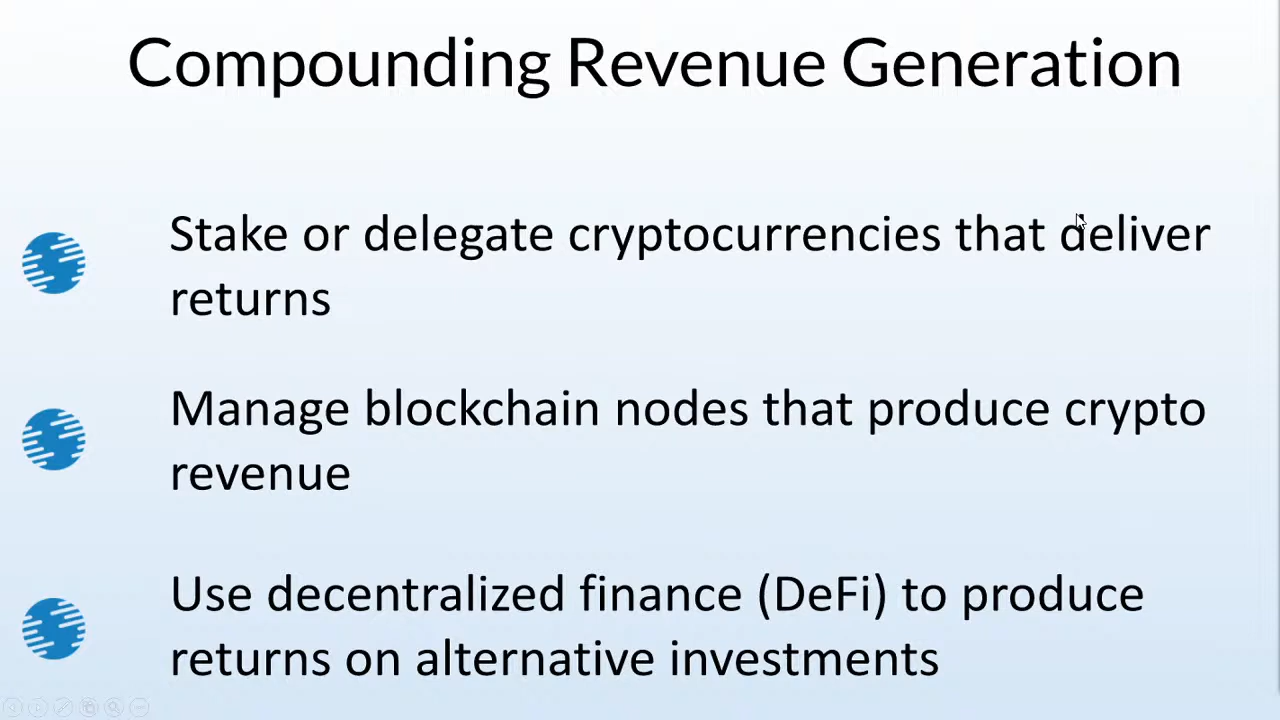 Compounding Revenue Generation
Stake or delegate cryptocurrencies that deliver
returns
Manage blockchain nodes that produce crypto
revenue
Use decentralized finance (DeFi) to produce
returns on alternative investments